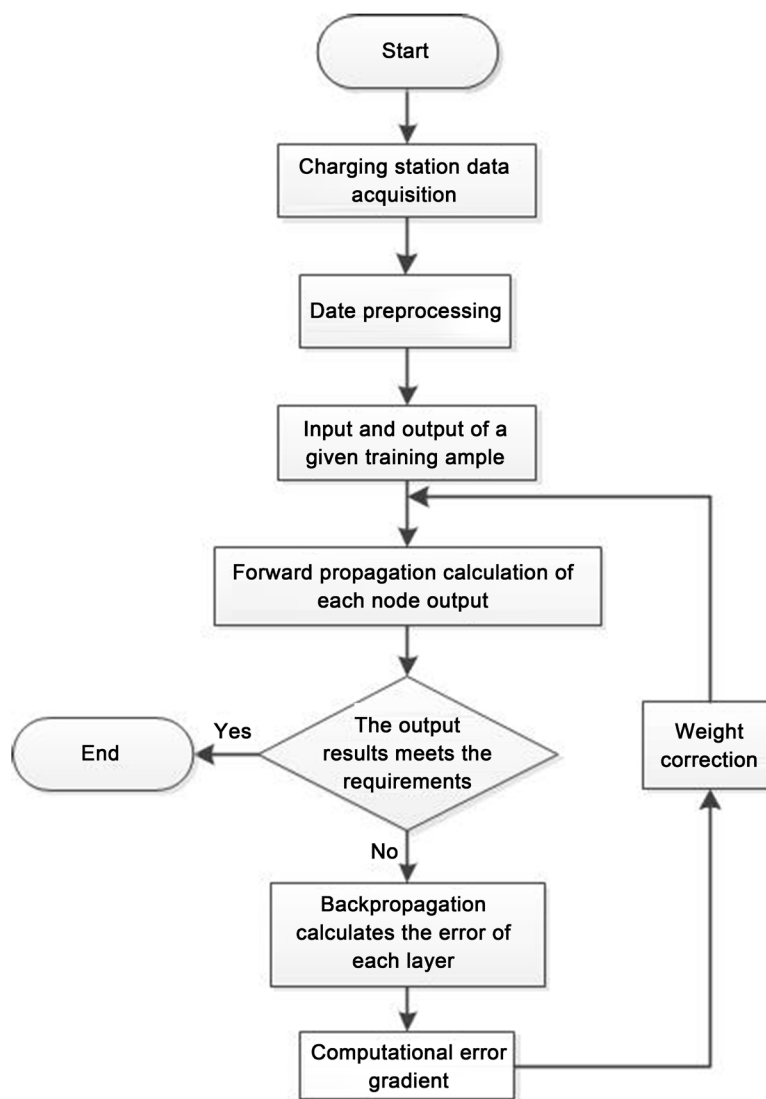 Start
Charging station data
acquisition
Date preprocessing
Input and output of a
given training ample
Forward propagation calculation of
each node output
The output
results meets the
requirements
Yes
End
No
Backpropagation
calculates the error of
each layer
Computational error
gradient
Weight
correction